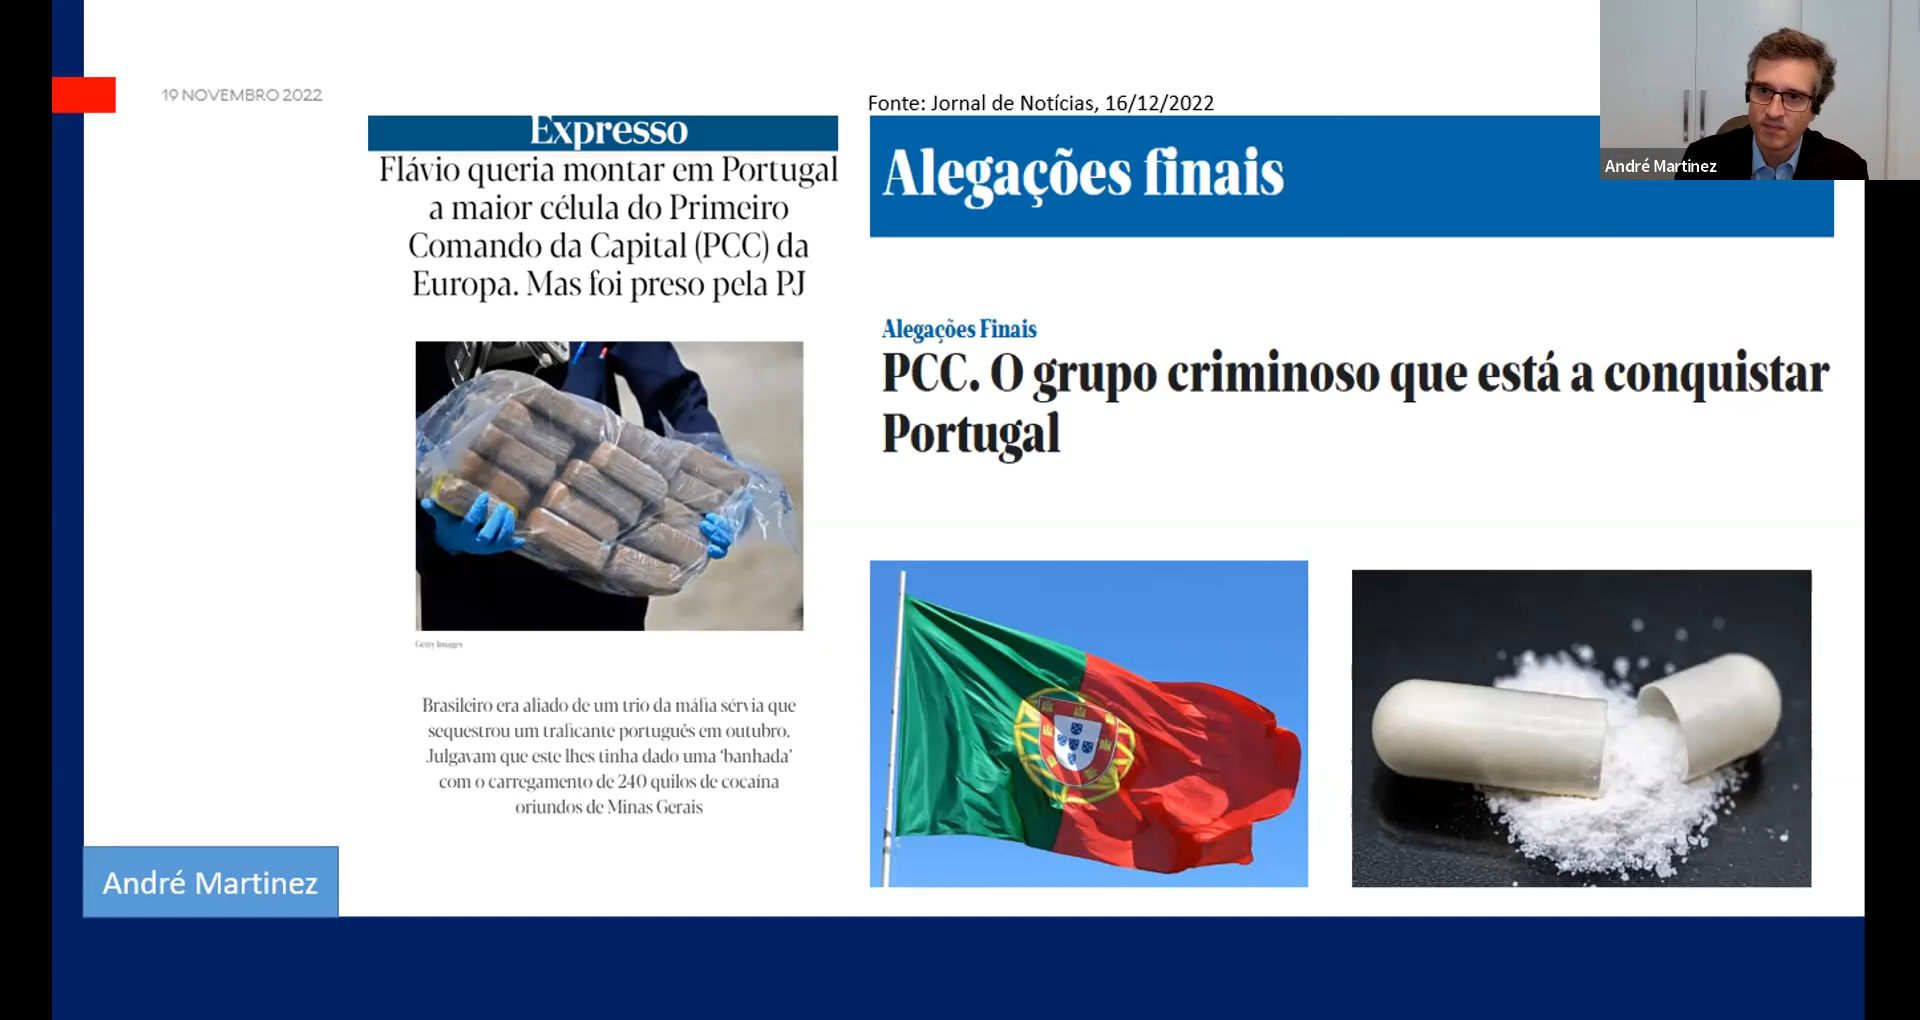 19 NOVEMBRO 2022
Expresso
Flávio queria montar em Portugal
a maior célula do Primeiro
Comando da Capital (PCC) da
Europa. Mas foi preso pela PJ
Getty Images
Brasileiro era aliado de um trio da máfia sérvia que
sequestrou um traficante português em outubro.
Julgavam que este lhes tinha dado uma ‘banhada’
com o carregamento de 240 quilos de cocaína
oriundos de Minas Gerais
Fonte: Jornal de Notícias, 16/12/2022
Alegações finais
Alegações Finais
PCC. O grupo criminoso que está a conquistar
Portugal
André Martinez
André Martinez